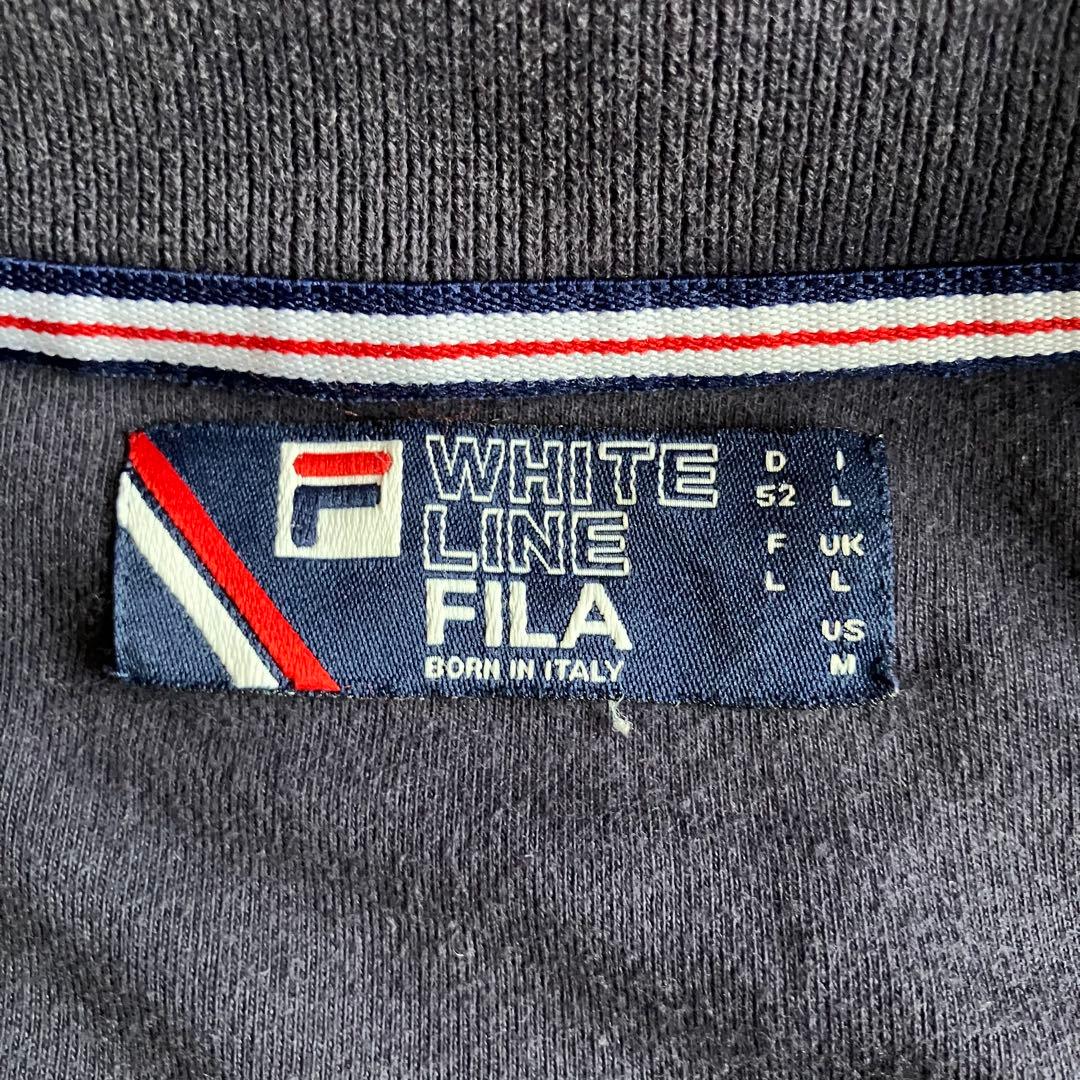 F
WHITE
LINE
FILA
BORN IN ITALY
D I
52 L
F UK
L L
US
M